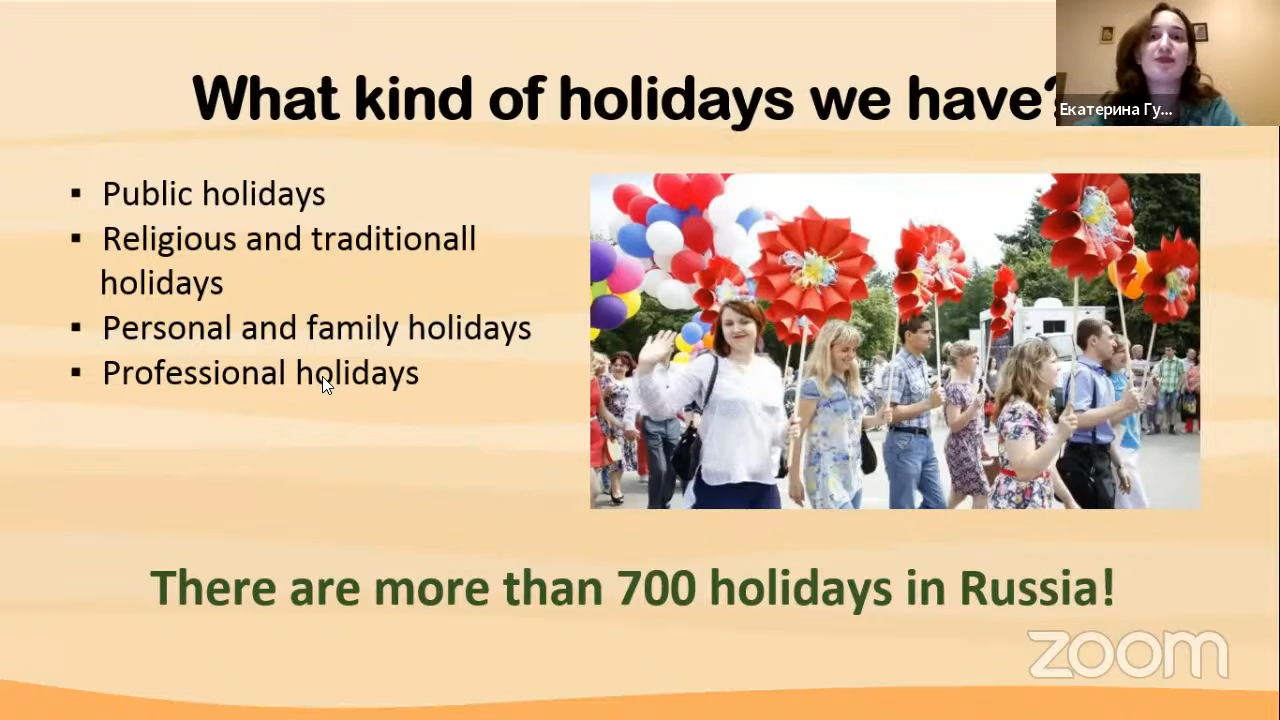 What kind of holidays we have?
Екатерина Гу...
▪ Public holidays
▪ Religious and traditionall
holidays
▪ Personal and family holidays
▪ Professional holidays
There are more than 700 holidays in Russia!
zoom